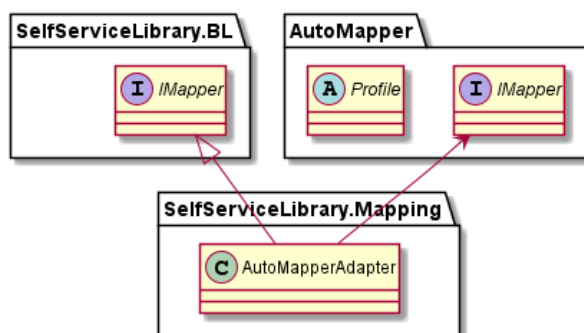 SelfServiceLibrary.BL
AutoMapper
I IMapper
A Profile
I IMapper
SelfServiceLibrary.Mapping
C AutoMapperAdapter